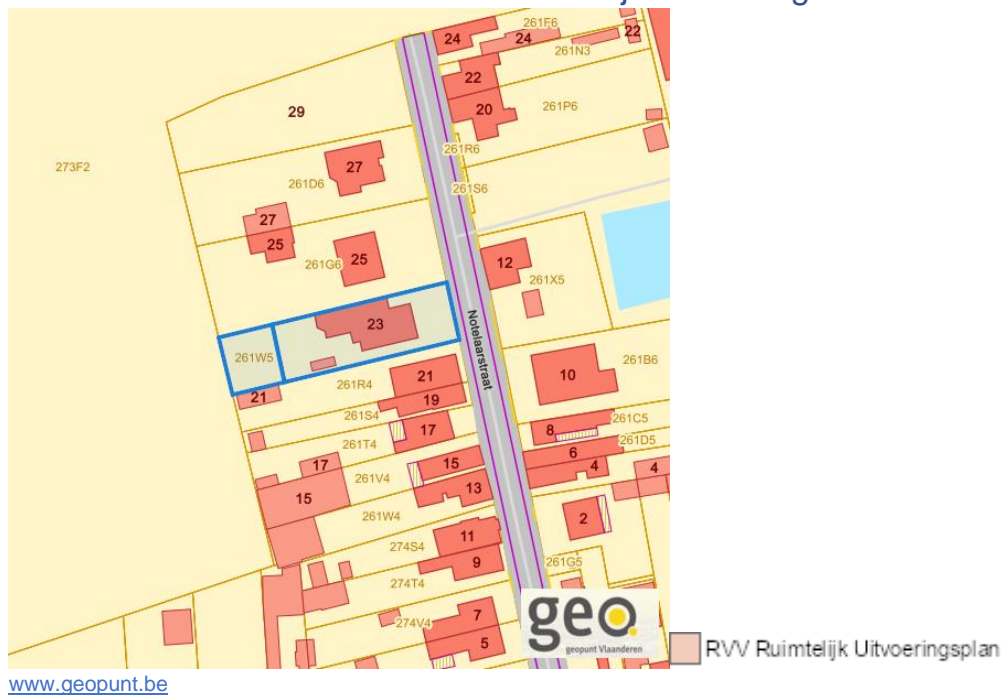 24
261F6
24
22
261N3
22
29
20
261P6
261R6
273F2
27
261D6
261S6
27
25
25
261G6
12
261X5
23
Notelaarstraat
261W5
261B6
21
10
261R4
21
19
261S4
261C5
17
8
261D5
261T4
6
17
15
4
4
261V4
15
13
261W4
2
11
274S4
9
261G5
274T4
geo
geopunt Vlaanderen
7
274V4
5
RVV Ruimtelijk Uitvoeringsplan
www.geopunt.be